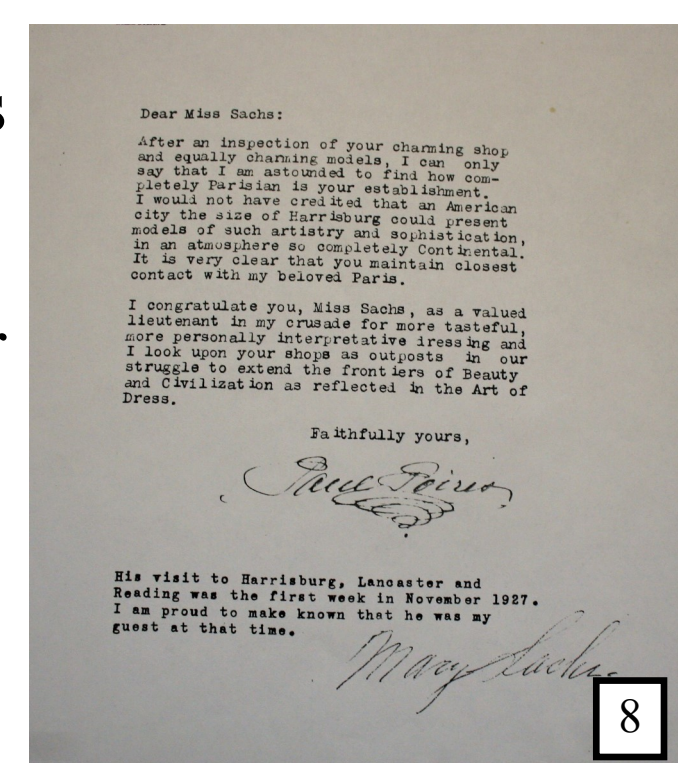 s
.
Dear Miss Sachs:
After an inspection of your charming shop
and equally charming models, I can only
say that I am astounded to find how com-
pletely Parisian is your establishment.
I would not have credited that an American
city the size of Harrisburg could present
models of such artistry and sophistication,
in an atmosphere so completely Continental.
It is very clear that you maintain closest
contact with my beloved Paris.
I congratulate you, Miss Sachs, as a valued
lieutenant in my crusade for more tasteful,
more personally interpretative iressing and
I look upon your shops as outposts in our
struggle to extend the frontiers of Beauty
and Civilization as reflected in the Art of
Dress.
Faithfully yours,
Paul Poiret
His visit to Harrisburg, Lancaster and
Reading was the first week in November 1927.
I am proud to make known that he was my
guest at that time.
Mary Sachs
8